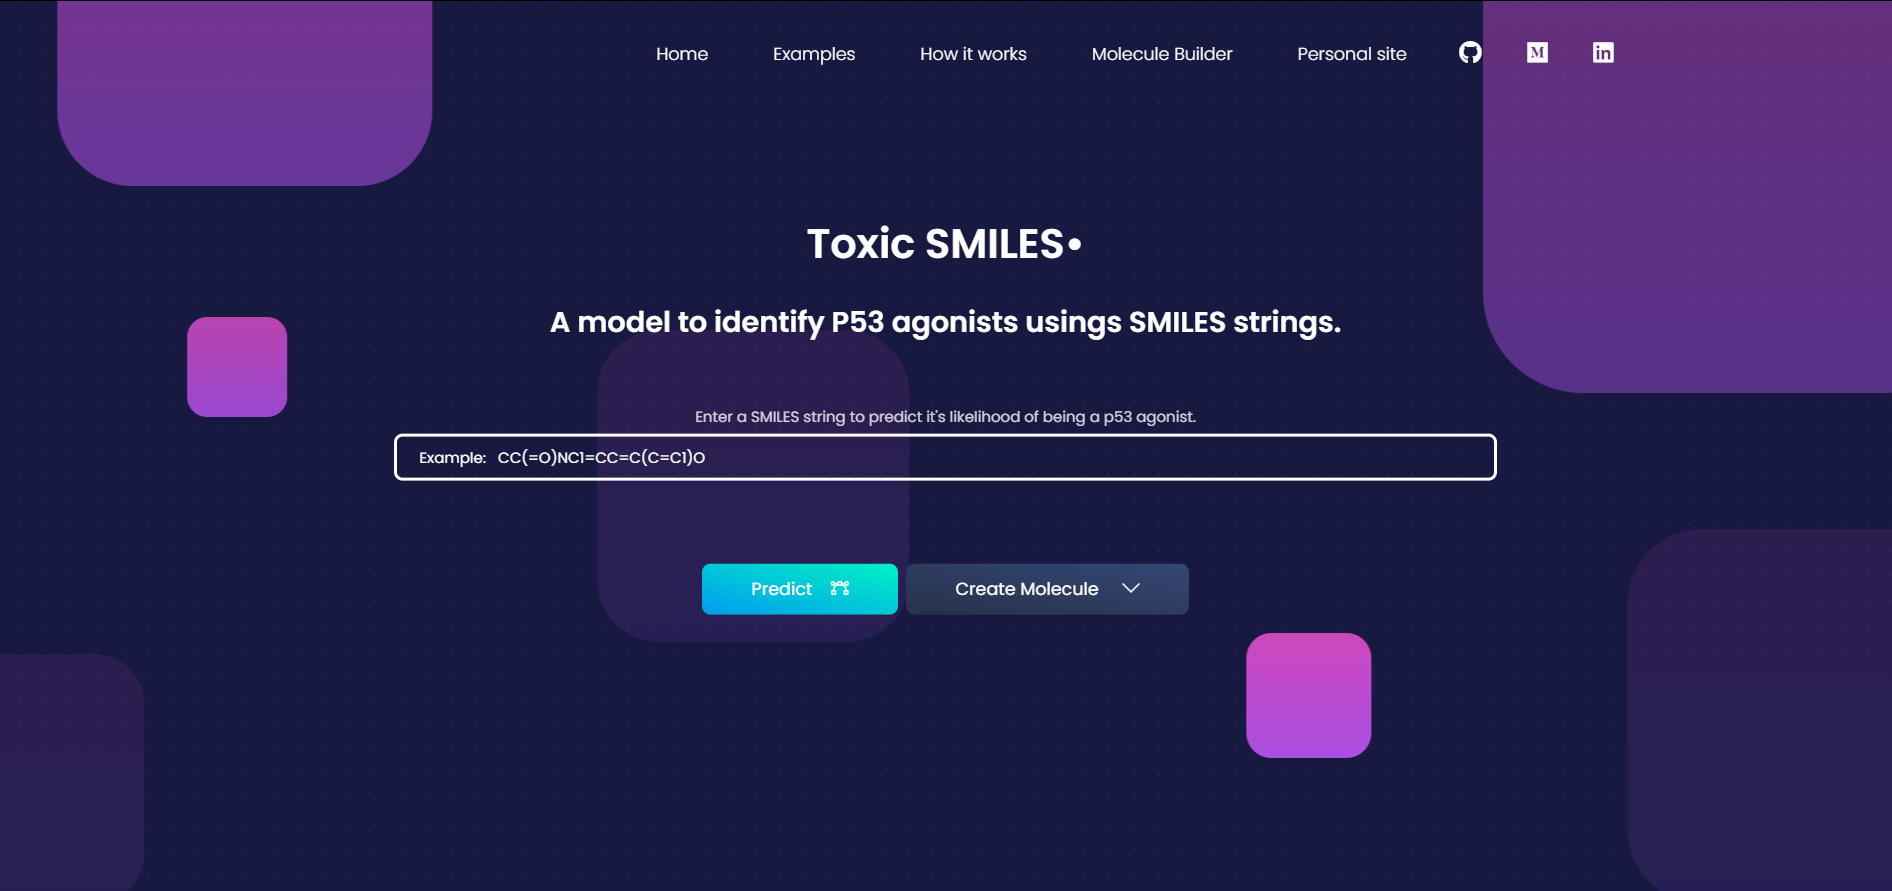 Home Examples How it works Molecule Builder Personal site M in
Toxic SMILES•
A model to identify P53 agonists usings SMILES strings.
Enter a SMILES string to predict it's likelihood of being a p53 agonist.
Example: CC(=O)NC1=CC=C(C=C1)O
Predict Create Molecule